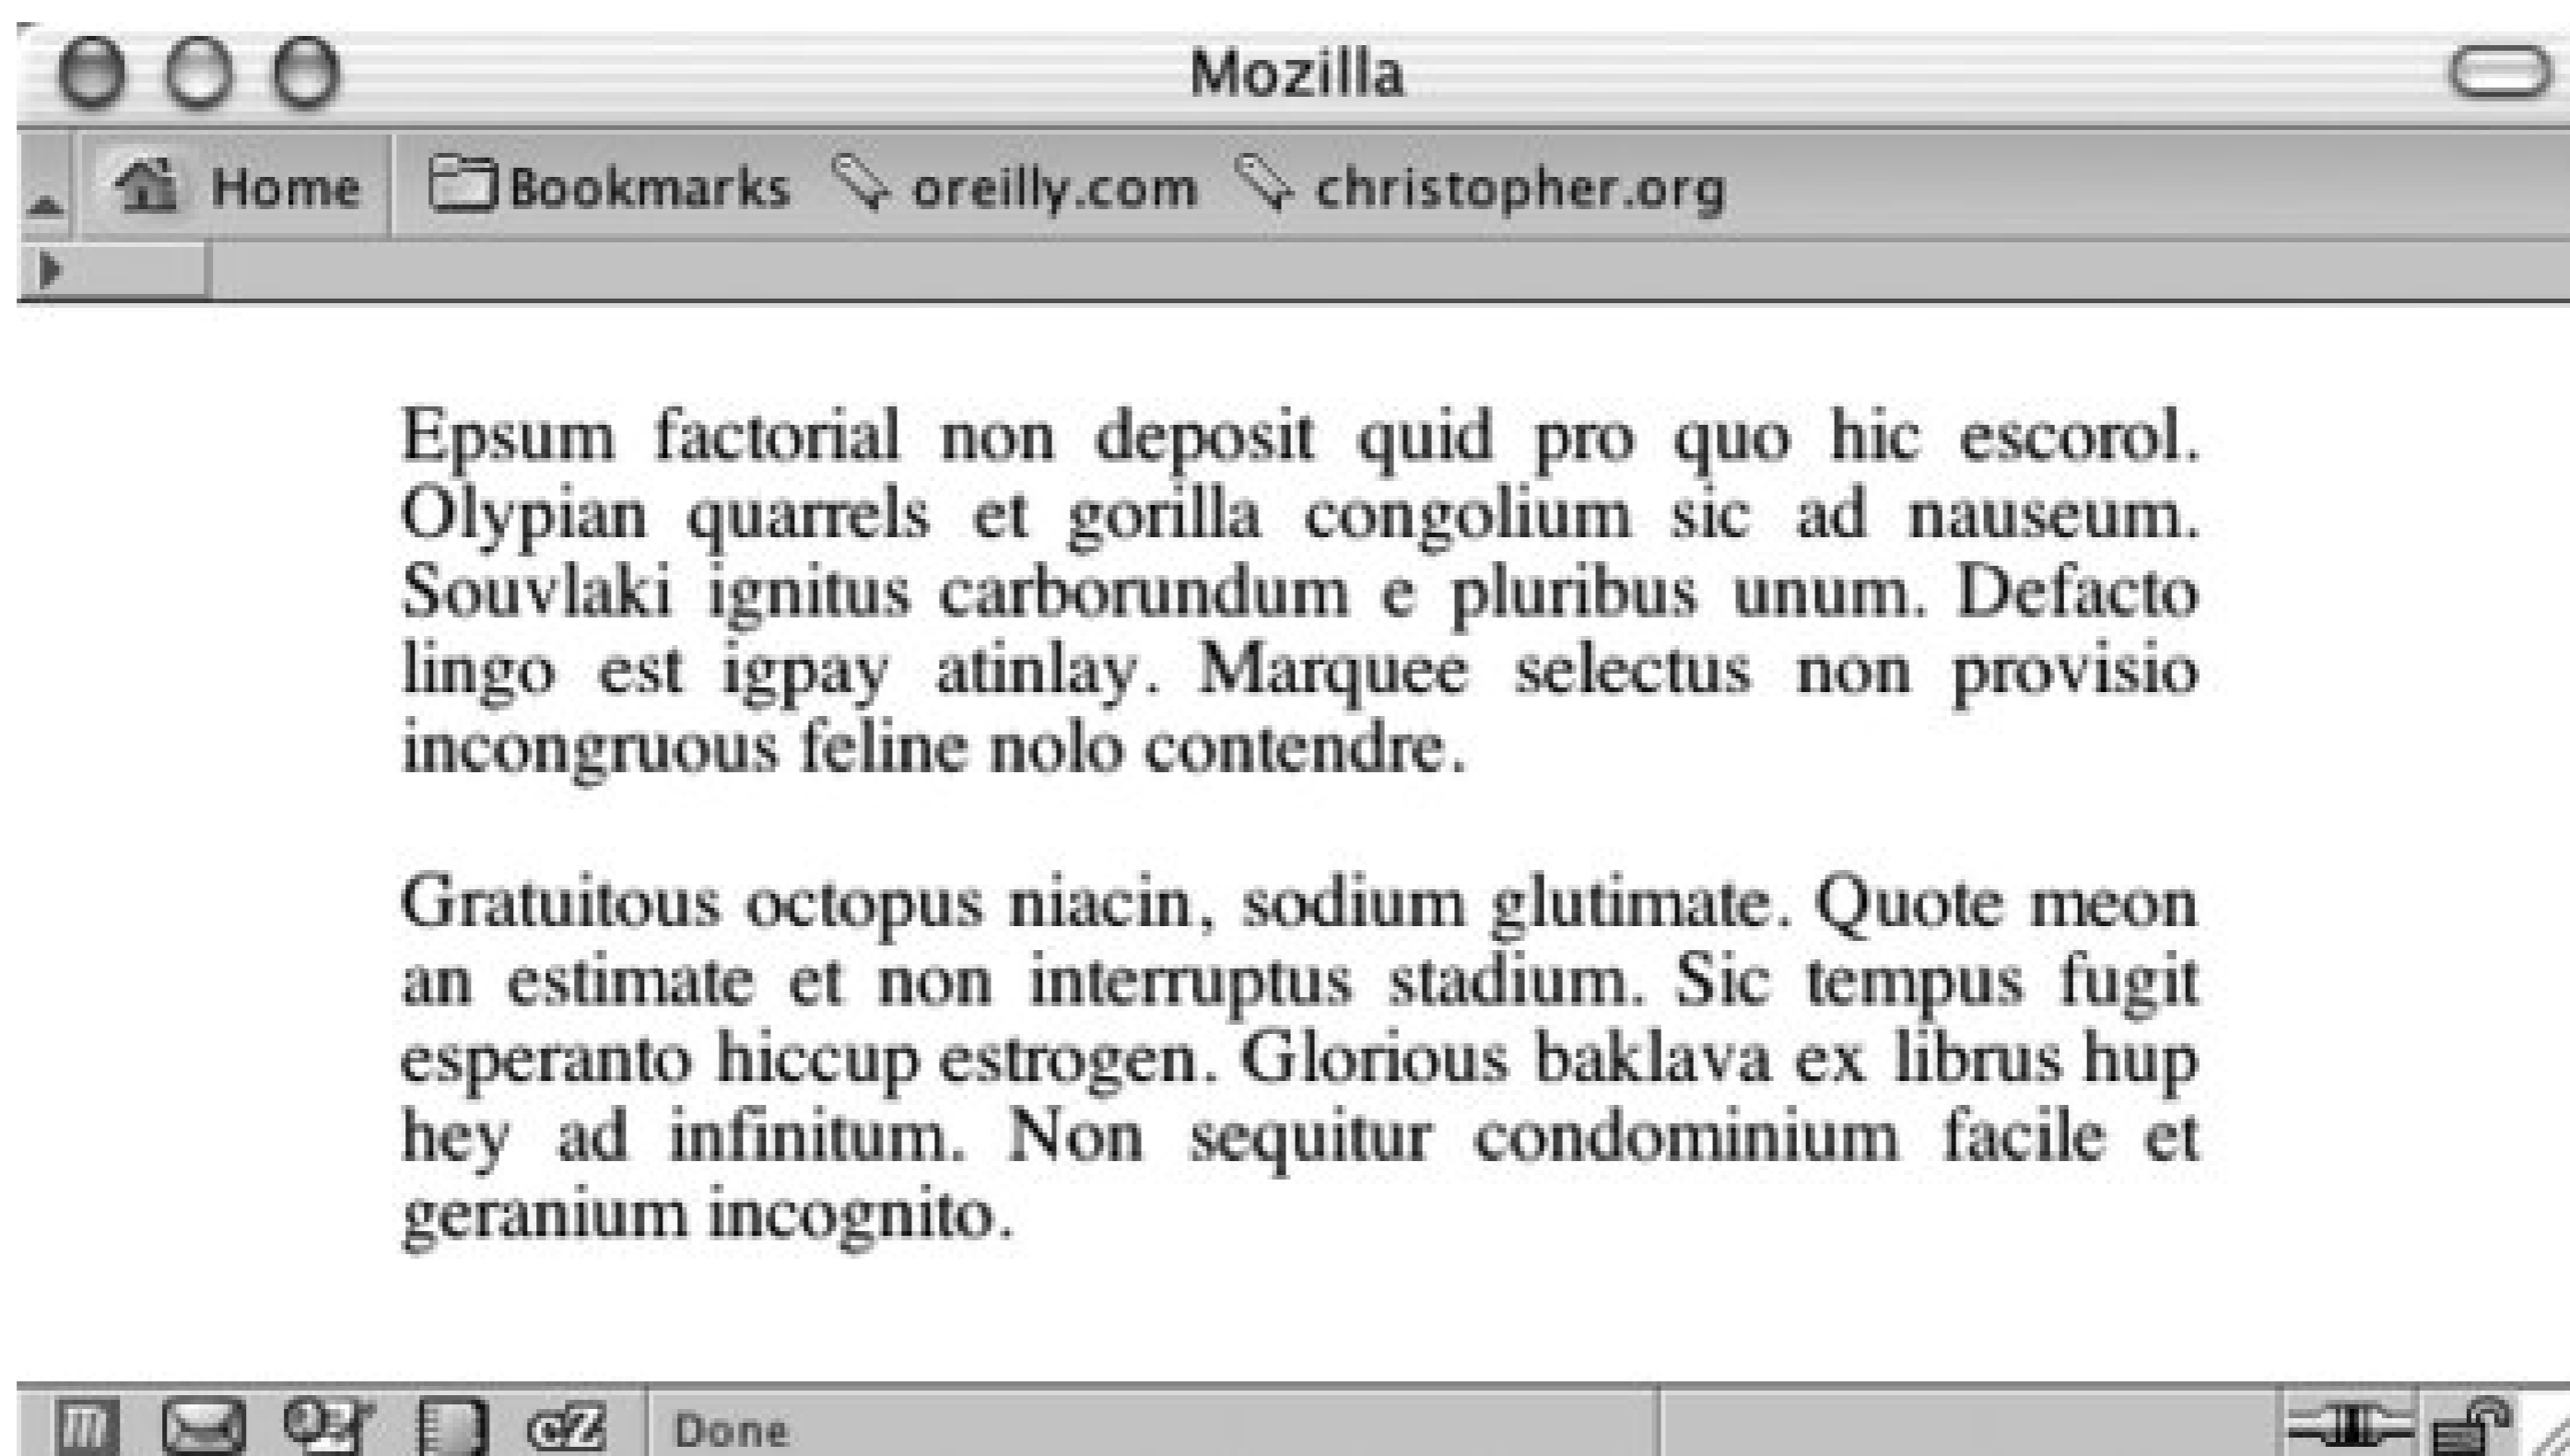 Mozilla
Home Bookmarks oreilly.com christopher.org
Epsum factorial non deposit quid pro quo hic escorol.
Olypian quarrels et gorilla congolium sic ad nauseum.
Souvlaki ignitus carborundum e pluribus unum. Defacto
lingo est igpay atinlay. Marquee selectus non provisio
incongruous feline nolo contendre.
Gratuitous octopus niacin, sodium glutimate. Quote meon
an estimate et non interruptus stadium. Sic tempus fugit
esperanto hiccup estrogen. Glorious baklava ex librus hup
hey ad infinitum. Non sequitur condominium facile et
geranium incognito.
cZ Done